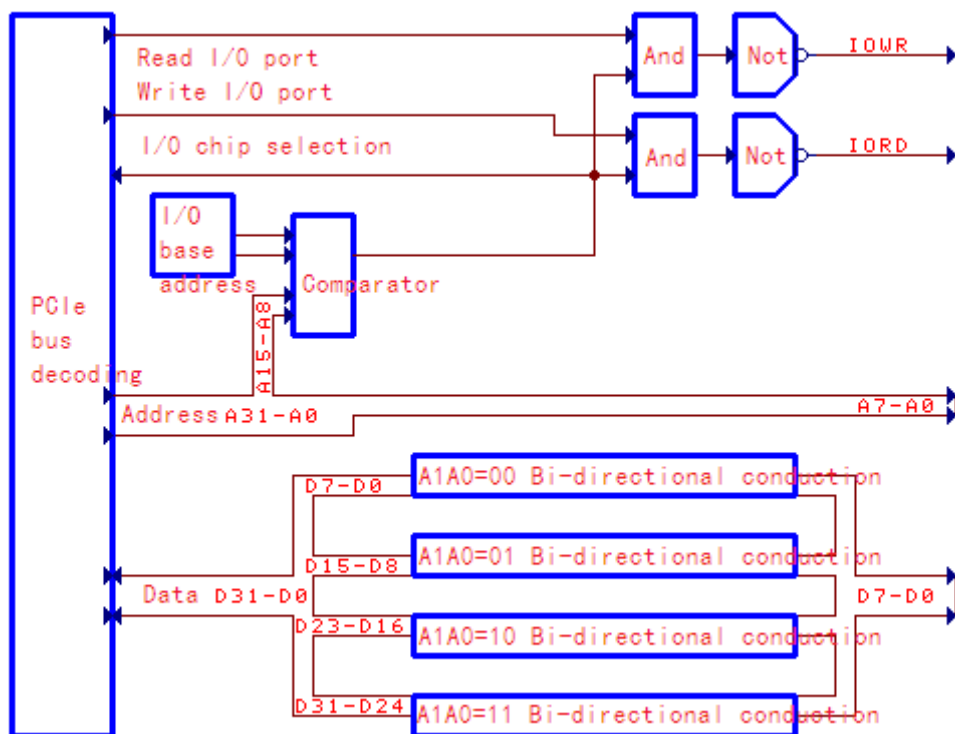 And
Not
IOWR
Read I/O port
Write I/O port
And
Not
IORD
I/O chip selection
I/O
base
address
Comparator
A15-A8
PCIe
bus
decoding
Address A31-A0
A7-A0
A1A0=00 Bi-directional conduction
D7-D0
A1A0=01 Bi-directional conduction
D15-D8
Data D31-D0
D7-D0
D23-D16
A1A0=10 Bi-directional conduction
D31-D24
A1A0=11 Bi-directional conduction